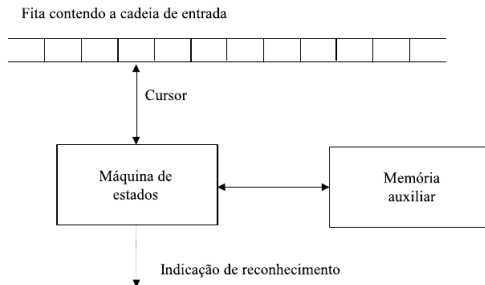 Fita contendo a cadeia de entrada
Cursor
Máquina de
estados
Memória
auxiliar
Indicação de reconhecimento